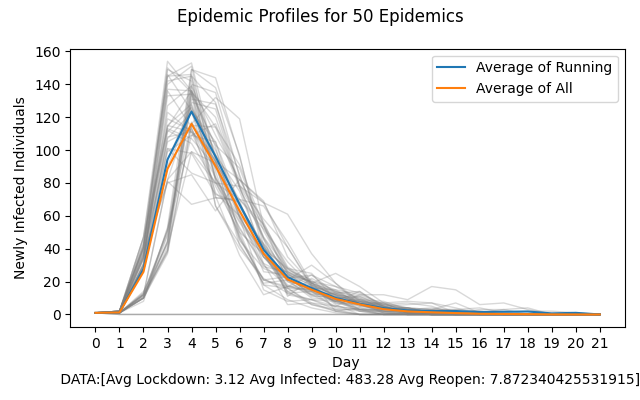 Epidemic Profiles for 50 Epidemics
160
140
120
100
80
60
40
20
0
Newly Infected Individuals
Average of Running
Average of All
0 1 2 3 4 5 6 7 8 9 10 11 12 13 14 15 16 17 18 19 20 21
Day
DATA:[Avg Lockdown: 3.12 Avg Infected: 483.28 Avg Reopen: 7.872340425531915]